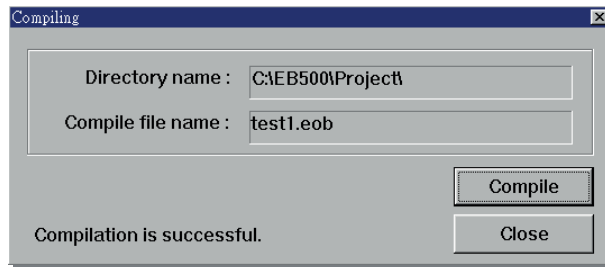 Compiling
Directory name : C:\EB500\Project\
Compile file name : test1.eob
Compile
Compilation is successful. Close